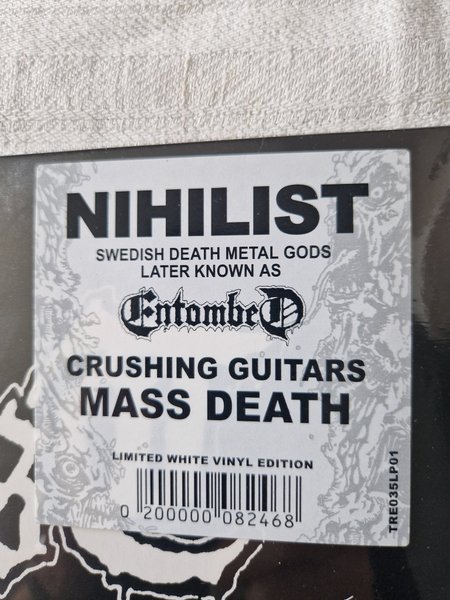 NIHILIST
SWEDISH DEATH METAL GODS
LATER KNOWN AS
EntombeD
CRUSHING GUITARS
MASS DEATH
LIMITED WHITE VINYL EDITION
0 200000 082468
TRE035LP01